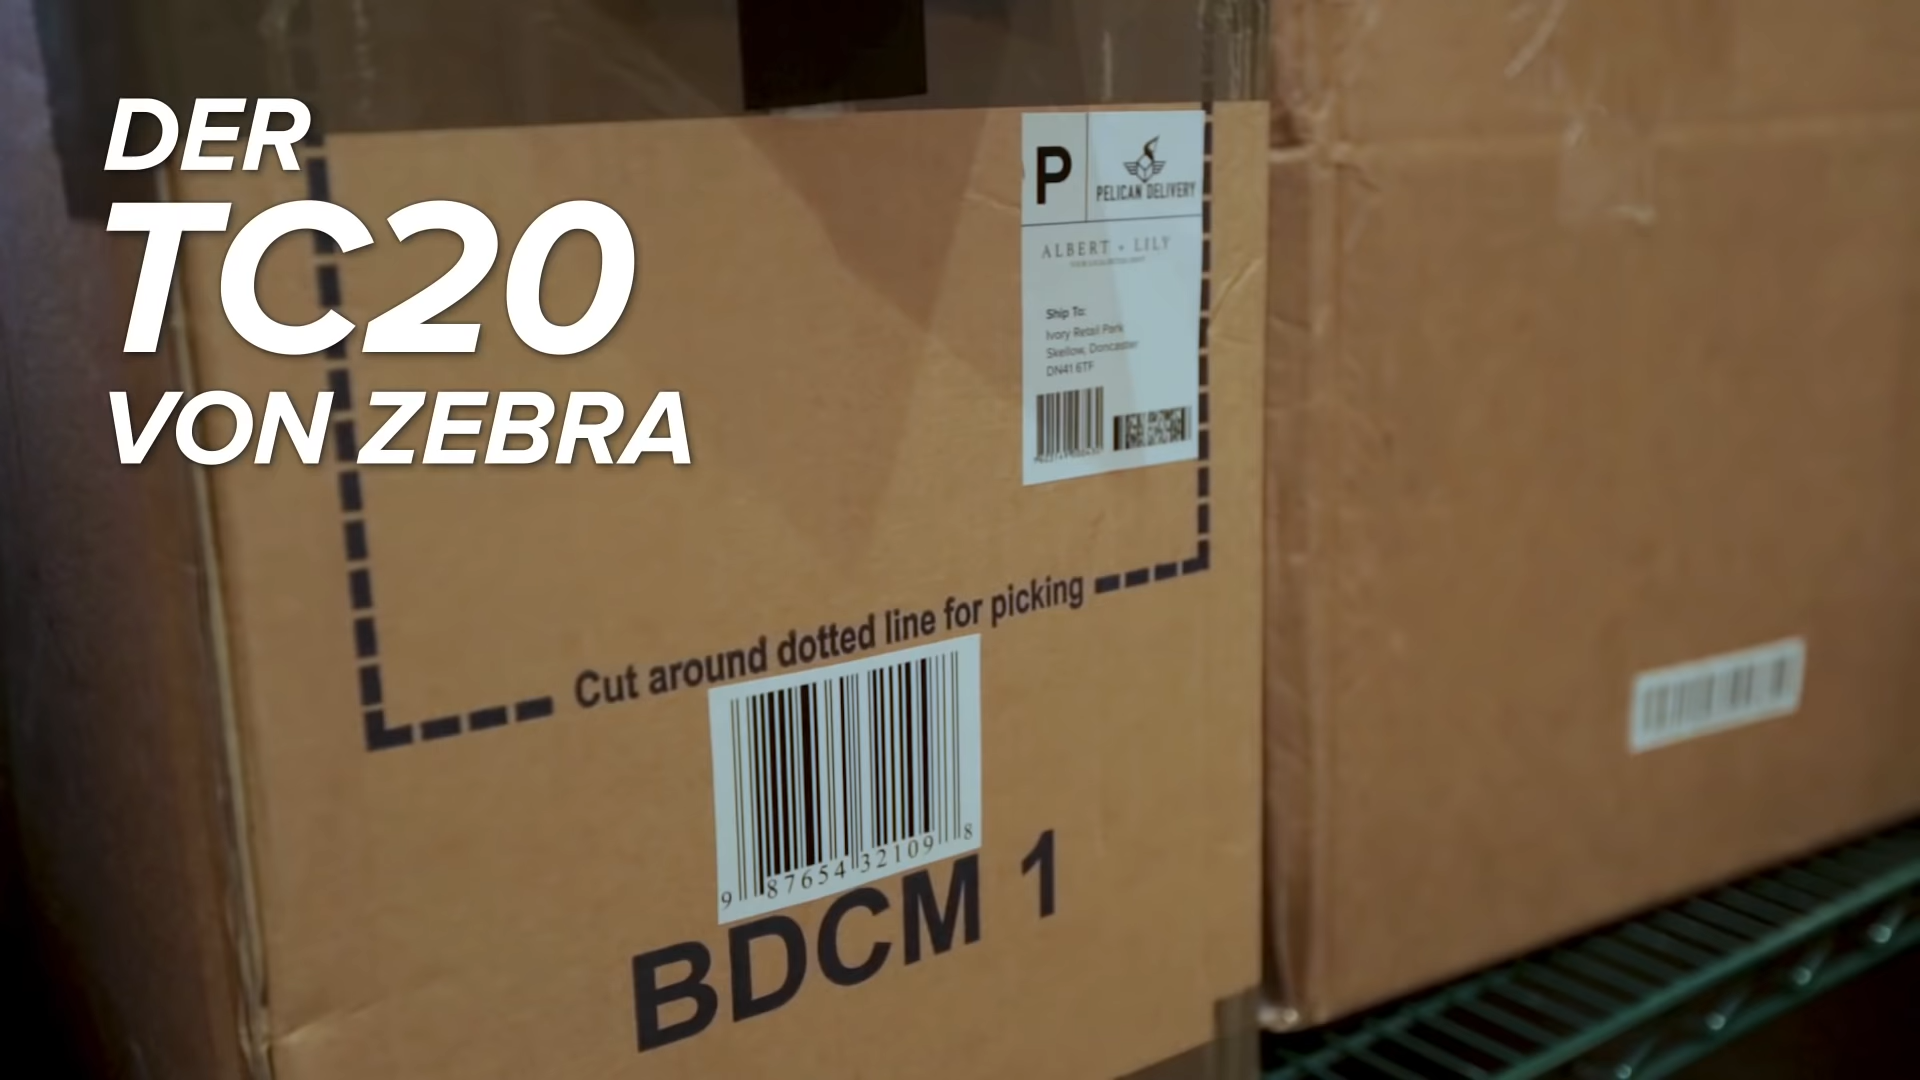 DER
TC20
VON ZEBRA
P
PELICAN DELIVERY
ALBERT + LILY
Ship To:
Ivory Retail Park
Skellow, Doncaster
DN41 6TF
Cut around dotted line for picking
9 87654 32109 8
BDCM 1